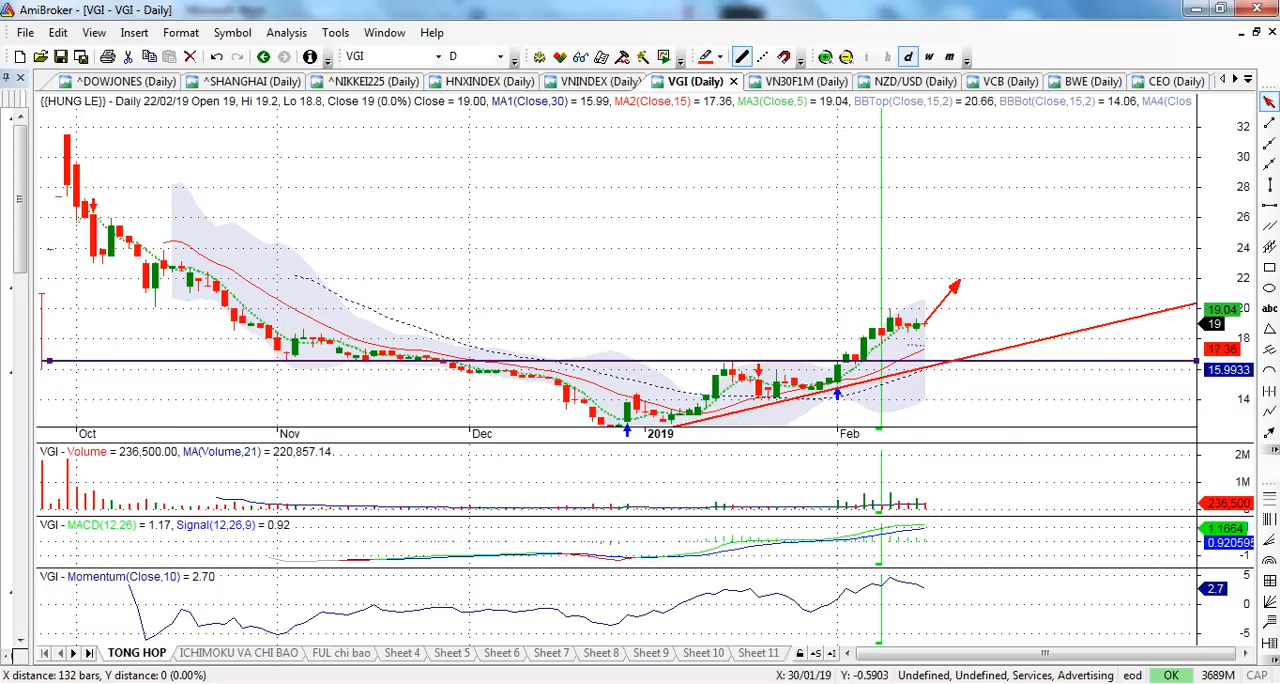 AmiBroker - [VGI - VGI - Daily]
File Edit View Insert Format Symbol Analysis Tools Window Help
VGI D i h d w m
^DOWJONES (Daily) ^SHANGHAI (Daily) ^NIKKEI225 (Daily) HNXINDEX (Daily) VNINDEX (Daily) VGI (Daily) VN30F1M (Daily) NZD/USD (Daily) VCB (Daily) BWE (Daily) CEO (Daily)
{{HUNG LE}} - Daily 22/02/19 Open 19, Hi 19.2, Lo 18.8, Close 19 (0.0%) Close = 19.00, MA1(Close,30) = 15.99, MA2(Close,15) = 17.36, MA3(Close,5) = 19.04, BBTop(Close,15,2) = 20.66, BBBot(Close,15,2) = 14.06, MA4(Clos
32
30
28
26
24
22
20
19.04
19
18
17.36
15.9933
14
abc
Oct Nov Dec 2019 Feb
VGI - Volume = 236,500.00, MA(Volume,21) = 220,857.14
2M
1M
236,500
VGI - MACD(12,26) = 1.17, Signal(12,26,9) = 0.92
1.1664
0.920595
-1
VGI - Momentum(Close,10) = 2.70
5
2.7
0
-5
TONG HOP ICHIMOKU VA CHI BAO FUL chi bao Sheet 4 Sheet 5 Sheet 6 Sheet 7 Sheet 8 Sheet 9 Sheet 10 Sheet 11
X distance: 132 bars, Y distance: 0 (0.00%) X: 30/01/19 Y: -0.5903 Undefined, Undefined, Services, Advertising eod OK 3689M CAP